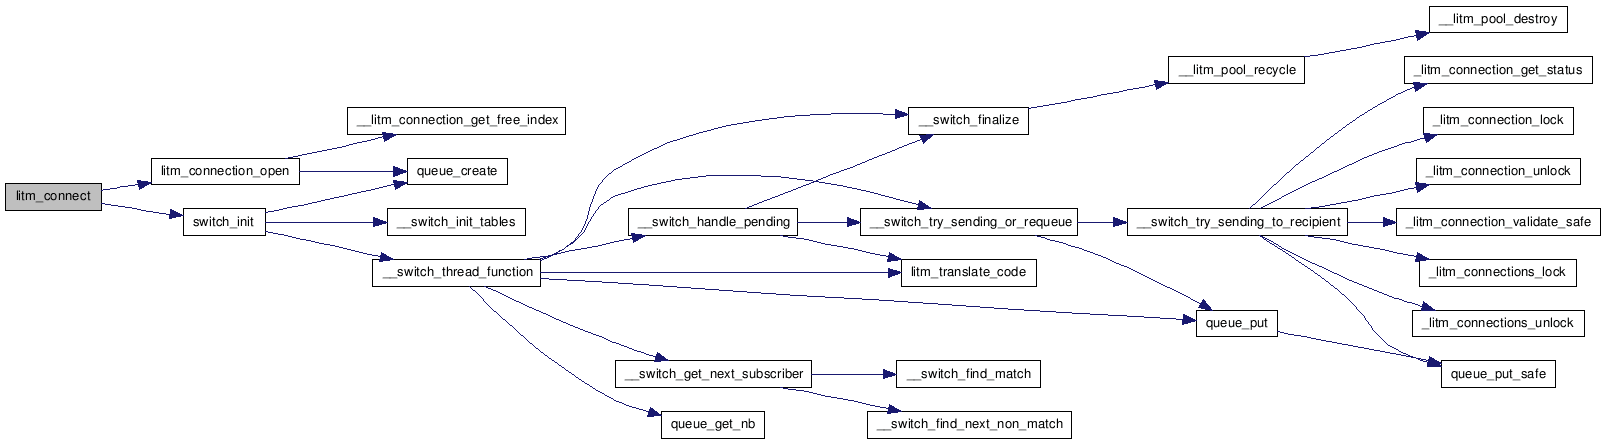 litm_connect
litm_connection_open
switch_init
__litm_connection_get_free_index
queue_create
__switch_init_tables
__switch_thread_function
__switch_handle_pending
__switch_get_next_subscriber
queue_get_nb
__switch_finalize
__switch_try_sending_or_requeue
litm_translate_code
__switch_find_match
__switch_find_next_non_match
__litm_pool_recycle
__switch_try_sending_to_recipient
queue_put
__litm_pool_destroy
_litm_connection_get_status
_litm_connection_lock
_litm_connection_unlock
_litm_connection_validate_safe
_litm_connections_lock
_litm_connections_unlock
queue_put_safe